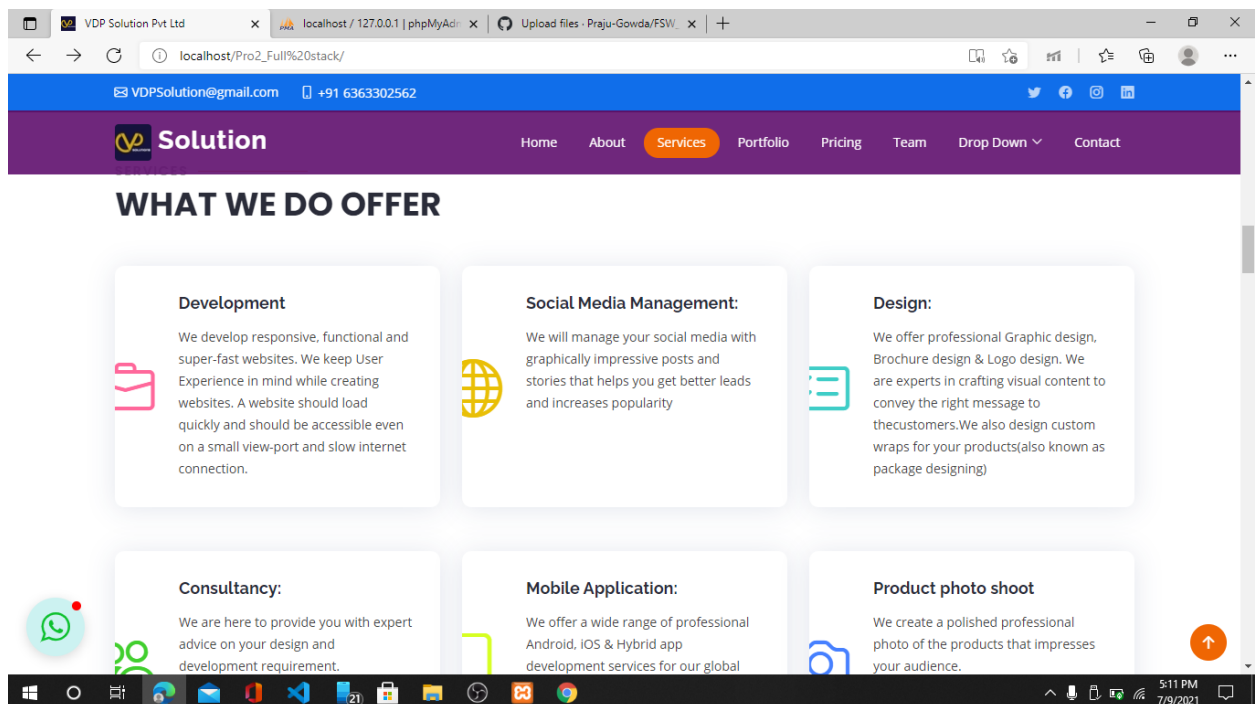 VDP Solution Pvt Ltd
localhost / 127.0.0.1 | phpMyAdm
Upload files · Praju-Gowda/FSW_
localhost/Pro2_Full%20stack/
VDPSolution@gmail.com
+91 6363302562
Solution
Home
About
Services
Portfolio
Pricing
Team
Drop Down
Contact
SERVICES
WHAT WE DO OFFER
Development
We develop responsive, functional and
super-fast websites. We keep User
Experience in mind while creating
websites. A website should load
quickly and should be accessible even
on a small view-port and slow internet
connection.
Social Media Management:
We will manage your social media with
graphically impressive posts and
stories that helps you get better leads
and increases popularity
Design:
We offer professional Graphic design,
Brochure design & Logo design. We
are experts in crafting visual content to
convey the right message to
thecustomers.We also design custom
wraps for your products(also known as
package designing)
Consultancy:
We are here to provide you with expert
advice on your design and
development requirement.
Mobile Application:
We offer a wide range of professional
Android, iOS & Hybrid app
development services for our global
Product photo shoot
We create a polished professional
photo of the products that impresses
your audience.
21
5:11 PM
7/9/2021